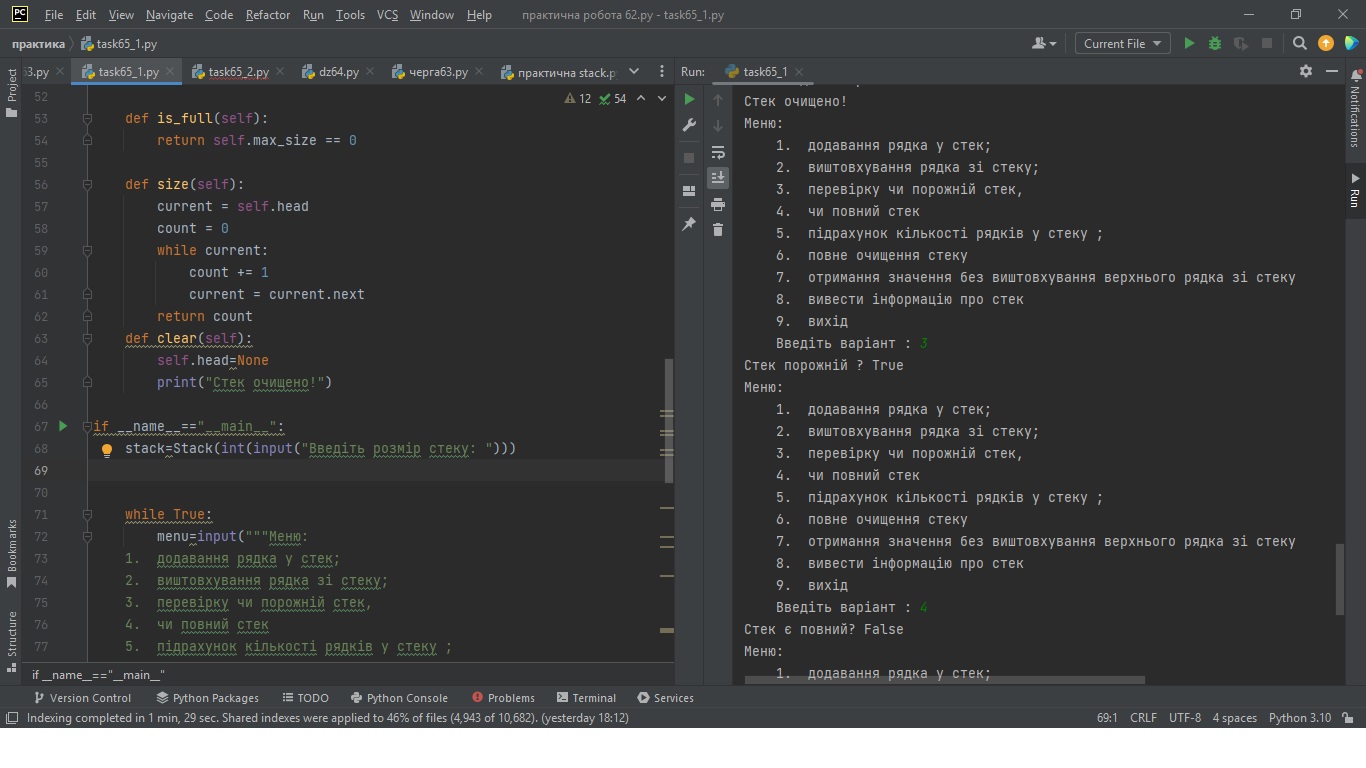 File Edit View Navigate Code Refactor Run Tools VCS Window Help практична робота 62.py - task65_1.py
практика task65_1.py Current File
63.py task65_1.py task65_2.py dz64.py черга63.py практична stack.p Run: task65_1
Project
Bookmarks
Structure
12 54
52
53 def is_full(self):
54 return self.max_size == 0
55
56 def size(self):
57 current = self.head
58 count = 0
59 while current:
60 count += 1
61 current = current.next
62 return count
63 def clear(self):
64 self.head=None
65 print("Стек очищено!")
66
67 if __name__=="__main__":
68 stack=Stack(int(input("Введіть розмір стеку: ")))
69
70
71 while True:
72 menu=input("""Меню:
73 1. додавання рядка у стек;
74 2. виштовхування рядка зі стеку;
75 3. перевірку чи порожній стек,
76 4. чи повний стек
77 5. підрахунок кількості рядків у стеку ;
if __name__=="__main__"
Стек очищено!
Меню:
1. додавання рядка у стек;
2. виштовхування рядка зі стеку;
3. перевірку чи порожній стек,
4. чи повний стек
5. підрахунок кількості рядків у стеку ;
6. повне очищення стеку
7. отримання значення без виштовхування верхнього рядка зі стеку
8. вивести інформацію про стек
9. вихід
Введіть варіант : 3
Стек порожній ? True
Меню:
1. додавання рядка у стек;
2. виштовхування рядка зі стеку;
3. перевірку чи порожній стек,
4. чи повний стек
5. підрахунок кількості рядків у стеку ;
6. повне очищення стеку
7. отримання значення без виштовхування верхнього рядка зі стеку
8. вивести інформацію про стек
9. вихід
Введіть варіант : 4
Стек є повний? False
Меню:
1. додавання рядка у стек;
Notifications
Run
Version Control Python Packages TODO Python Console Problems Terminal Services
Indexing completed in 1 min, 29 sec. Shared indexes were applied to 46% of files (4,943 of 10,682). (yesterday 18:12) 69:1 CRLF UTF-8 4 spaces Python 3.10